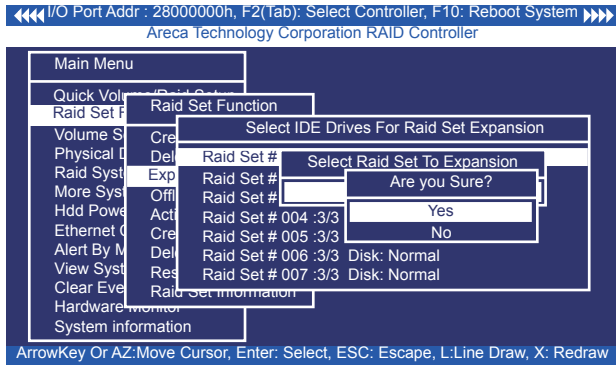 I/O Port Addr : 28000000h, F2(Tab): Select Controller, F10: Reboot System
Areca Technology Corporation RAID Controller
Main Menu
Quick Volume/Raid Setup
Raid Set F
Volume S
Physical D
Raid Syst
More Syst
Hdd Powe
Ethernet C
Alert By M
View Syst
Clear Eve
Hardware Monitor
System information
Raid Set Function
Cre
Del
Exp
Offl
Acti
Cre
Del
Res
Raid Set Information
Select IDE Drives For Raid Set Expansion
Raid Set #
Raid Set #
Raid Set #
Raid Set # 004 :3/3
Raid Set # 005 :3/3
Raid Set # 006 :3/3 Disk: Normal
Raid Set # 007 :3/3 Disk: Normal
Select Raid Set To Expansion
Are you Sure?
Yes
No
ArrowKey Or AZ:Move Cursor, Enter: Select, ESC: Escape, L:Line Draw, X: Redraw